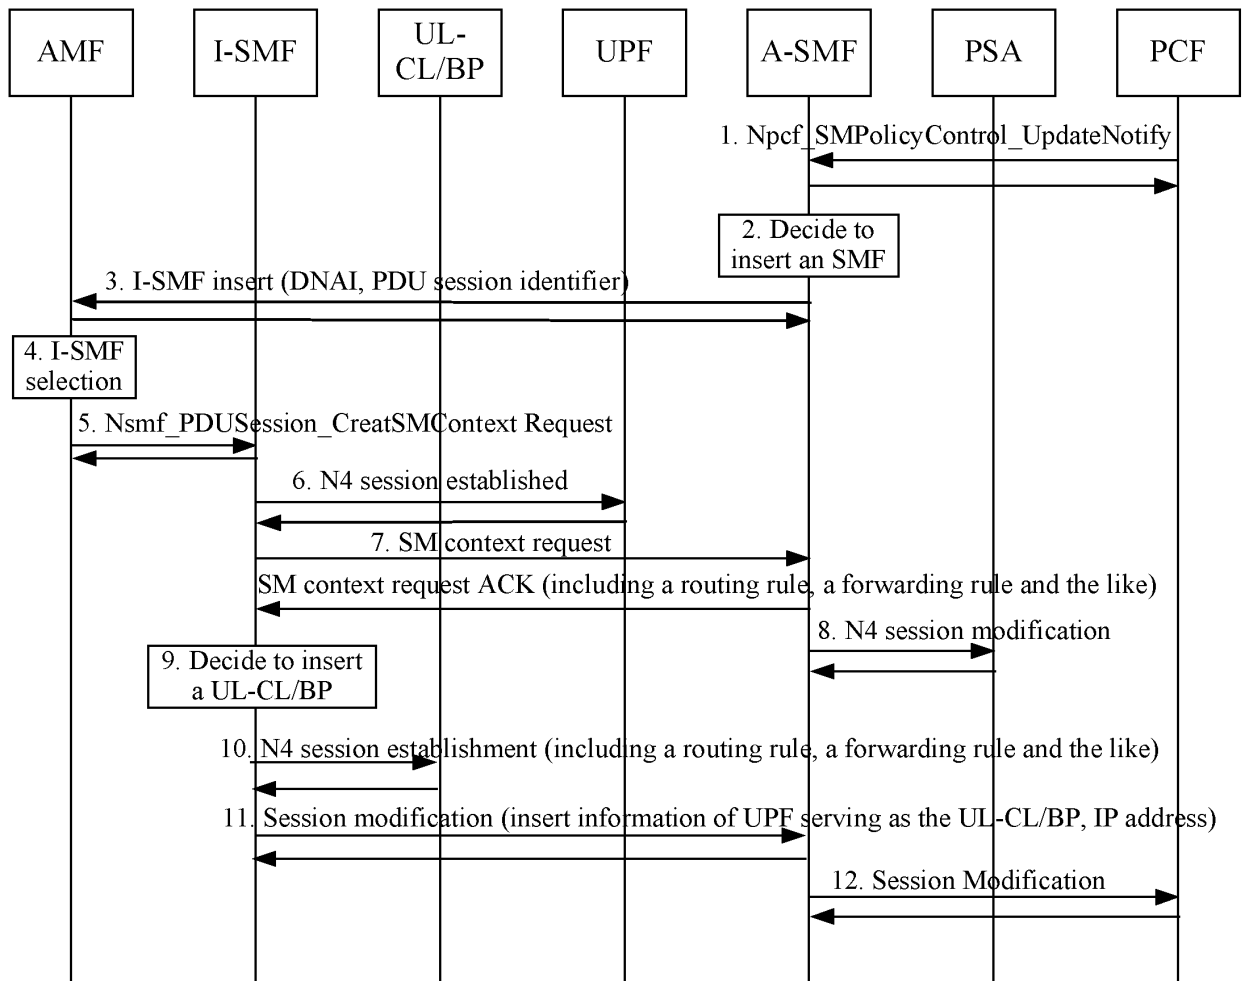 AMF
I-SMF
UL-
CL/BP
UPF
A-SMF
PSA
PCF
1. Npcf_SMPolicyControl_UpdateNotify
2. Decide to
insert an SMF
3. I-SMF insert (DNAI, PDU session identifier)
4. I-SMF
selection
5. Nsmf_PDUSession_CreatSMContext Request
6. N4 session established
7. SM context request
SM context request ACK (including a routing rule, a forwarding rule and the like)
8. N4 session modification
9. Decide to insert
a UL-CL/BP
10. N4 session establishment (including a routing rule, a forwarding rule and the like)
11. Session modification (insert information of UPF serving as the UL-CL/BP, IP address)
12. Session Modification